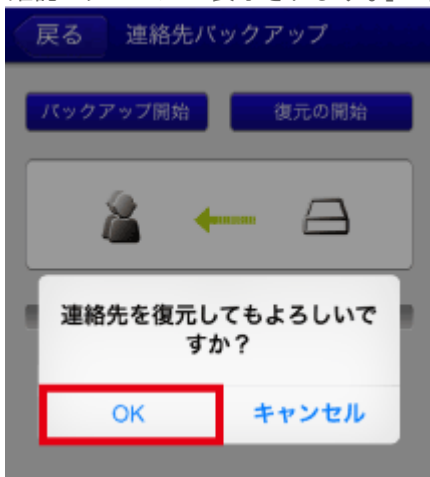 戻る 連絡先バックアップ
バックアップ開始 復元の開始
連絡先を復元してもよろしいで
すか？
OK キャンセル